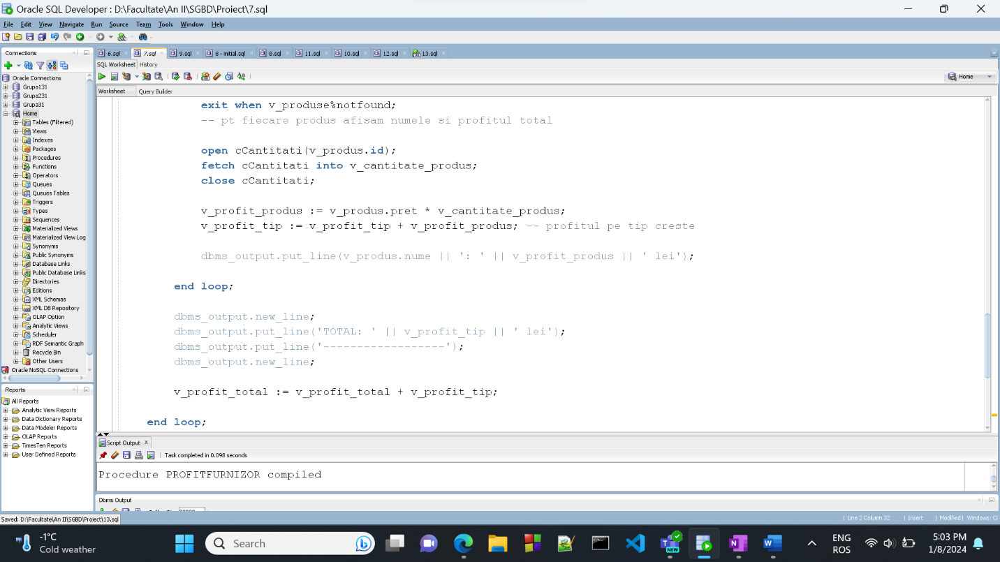 Oracle SQL Developer : D:\Facultate\An II\SGBD\Proiect\7.sql
File Edit View Navigate Run Source Team Tools Window Help
Connections
Oracle Connections
Grupa131
Grupa231
Grupa31
Home
Tables (Filtered)
Views
Indexes
Packages
Procedures
Functions
Operators
Queues
Queues Tables
Triggers
Types
Sequences
Materialized Views
Materialized View Log
Synonyms
Public Synonyms
Database Links
Public Database Links
Directories
Editions
XML Schemas
XML DB Repository
OLAP Option
Analytic Views
Scheduler
RDF Semantic Graph
Recycle Bin
Other Users
Oracle NoSQL Connections
Reports
All Reports
Analytic View Reports
Data Dictionary Reports
Data Modeler Reports
OLAP Reports
TimesTen Reports
User Defined Reports
6.sql 7.sql 9.sql 8 - initial.sql 8.sql 11.sql 10.sql 12.sql 13.sql
SQL Worksheet History
Home
Worksheet Query Builder
exit when v_produse%notfound;
-- pt fiecare produs afisam numele si profitul total
open cCantitati(v_produs.id);
fetch cCantitati into v_cantitate_produs;
close cCantitati;
v_profit_produs := v_produs.pret * v_cantitate_produs;
v_profit_tip := v_profit_tip + v_profit_produs; -- profitul pe tip creste
dbms_output.put_line(v_produs.nume || ': ' || v_profit_produs || ' lei');
end loop;
dbms_output.new_line;
dbms_output.put_line('TOTAL: ' || v_profit_tip || ' lei');
dbms_output.put_line('------------------');
dbms_output.new_line;
v_profit_total := v_profit_total + v_profit_tip;
end loop;
Script Output
Task completed in 0.098 seconds
Procedure PROFITFURNIZOR compiled
Dbms Output
Saved: D:\Facultate\An II\SGBD\Proiect\13.sql
Line 2 Column 32 | Insert | Modified | Windows: C
-1°C
Cold weather
Search
NEW
ENG
ROS
5:03 PM
1/8/2024